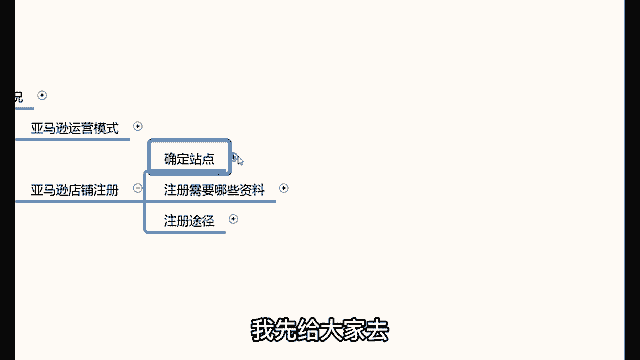 况
亚马逊运营模式
确定站点
亚马逊店铺注册
注册需要哪些资料
注册途径
我先给大家去